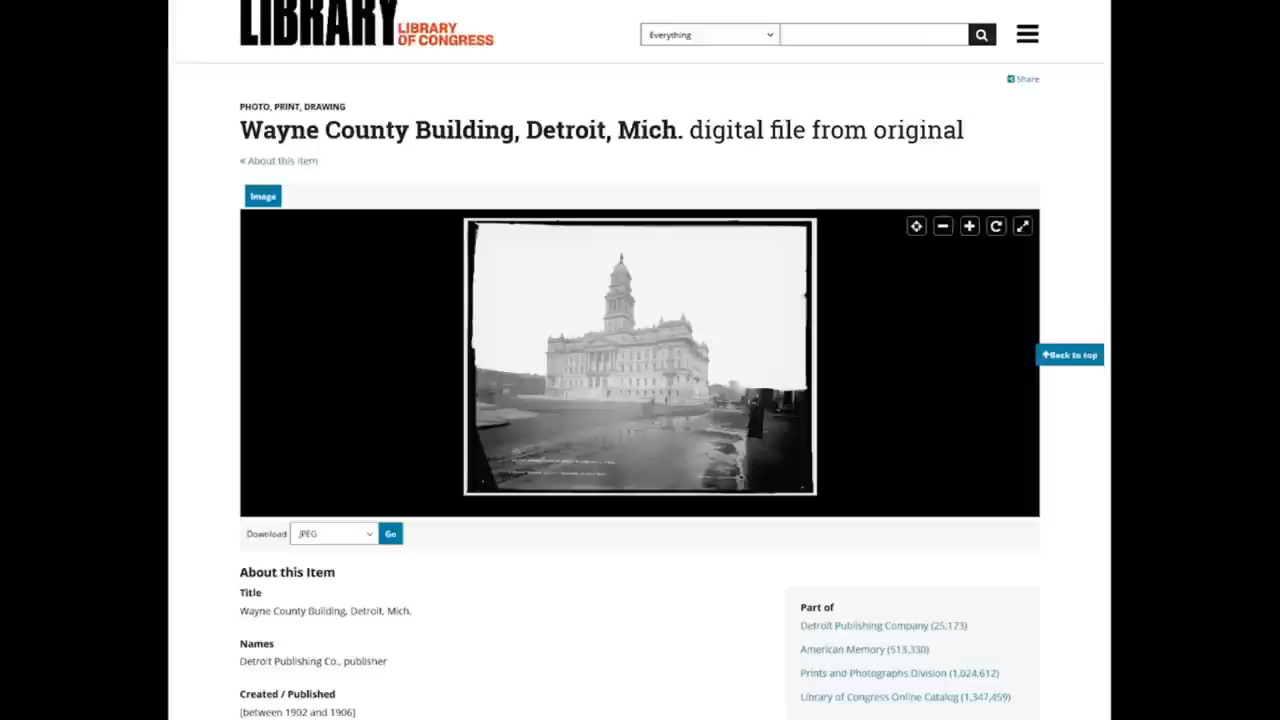 LIBRARY
LIBRARY
OF CONGRESS
Everything
Share
PHOTO, PRINT, DRAWING
Wayne County Building, Detroit, Mich. digital file from original
« About this item
Image
Back to top
Download JPEG Go
About this Item
Title
Wayne County Building, Detroit, Mich.
Names
Detroit Publishing Co., publisher
Created / Published
[between 1902 and 1906]
Part of
Detroit Publishing Company (25,173)
American Memory (513,330)
Prints and Photographs Division (1,024,612)
Library of Congress Online Catalog (1,347,459)